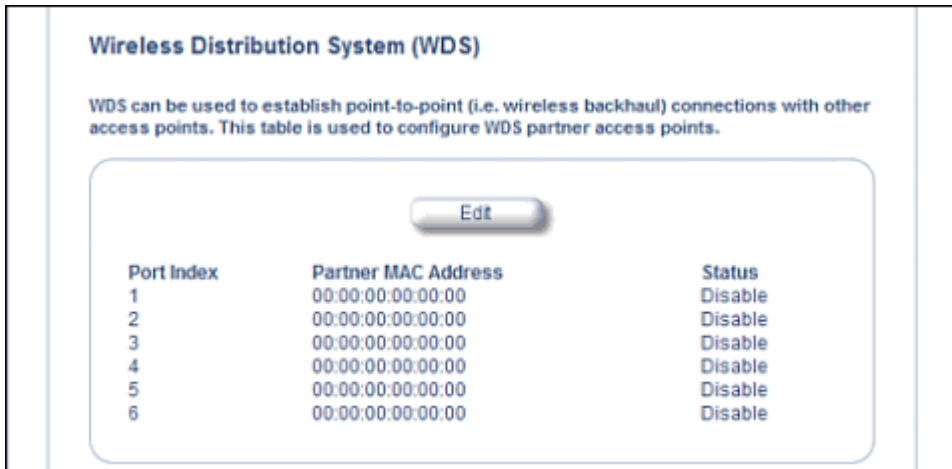 Wireless Distribution System (WDS)
WDS can be used to establish point-to-point (i.e. wireless backhaul) connections with other
access points. This table is used to configure WDS partner access points.
Edit
Port Index Partner MAC Address Status
1 00:00:00:00:00:00 Disable
2 00:00:00:00:00:00 Disable
3 00:00:00:00:00:00 Disable
4 00:00:00:00:00:00 Disable
5 00:00:00:00:00:00 Disable
6 00:00:00:00:00:00 Disable